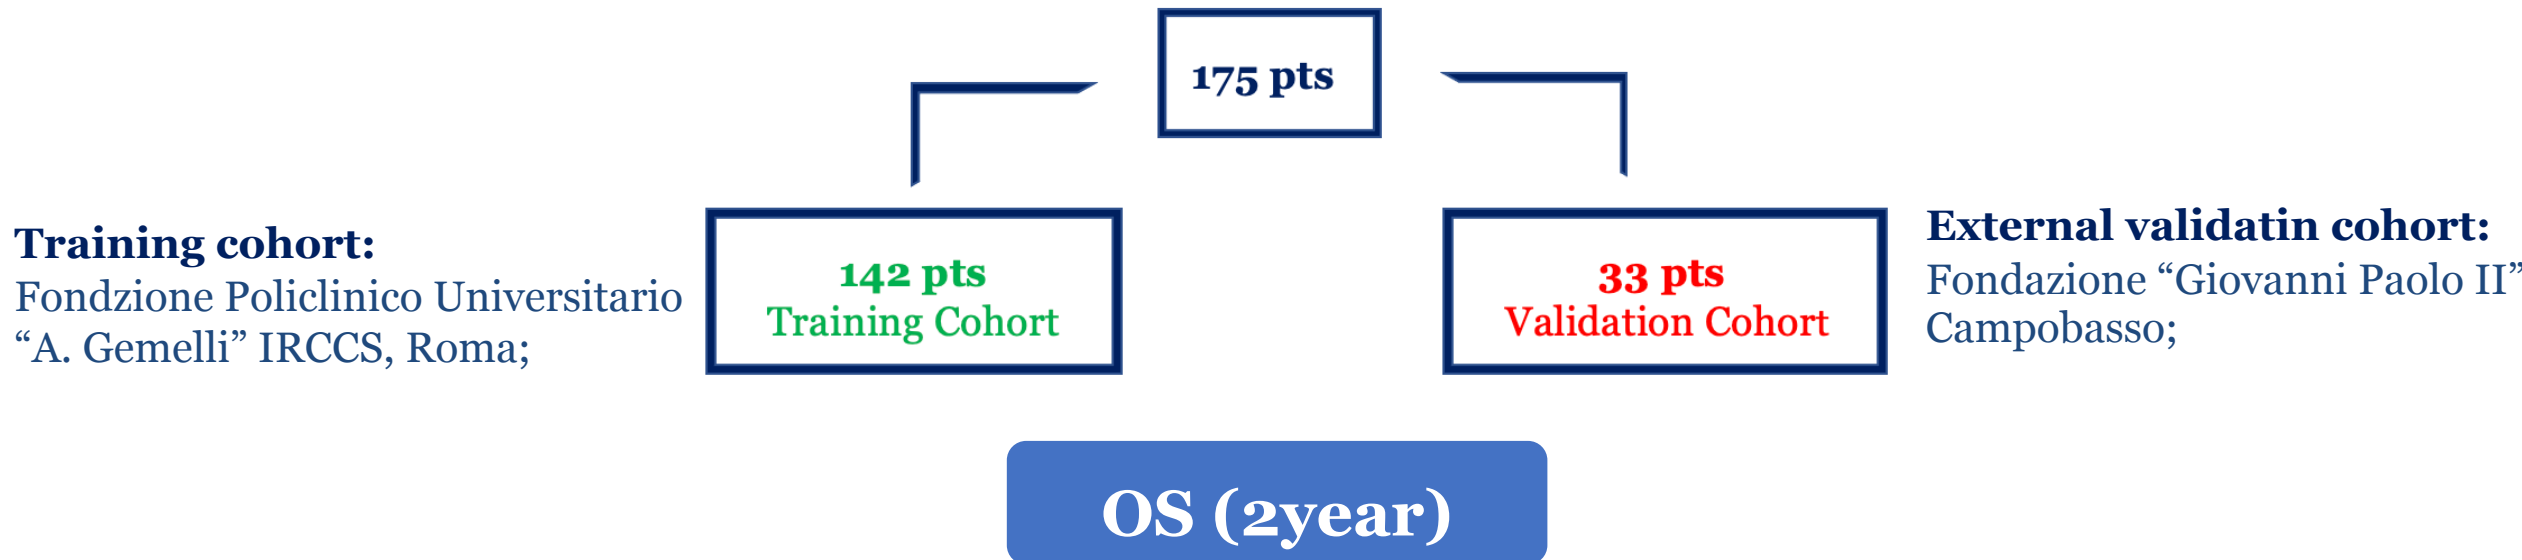 175 pts
Training cohort:
Fondzione Policlinico Universitario
“A. Gemelli” IRCCS, Roma;
142 pts
Training Cohort
33 pts
Validation Cohort
External validatin cohort:
Fondazione “Giovanni Paolo II”
Campobasso;
OS (2year)